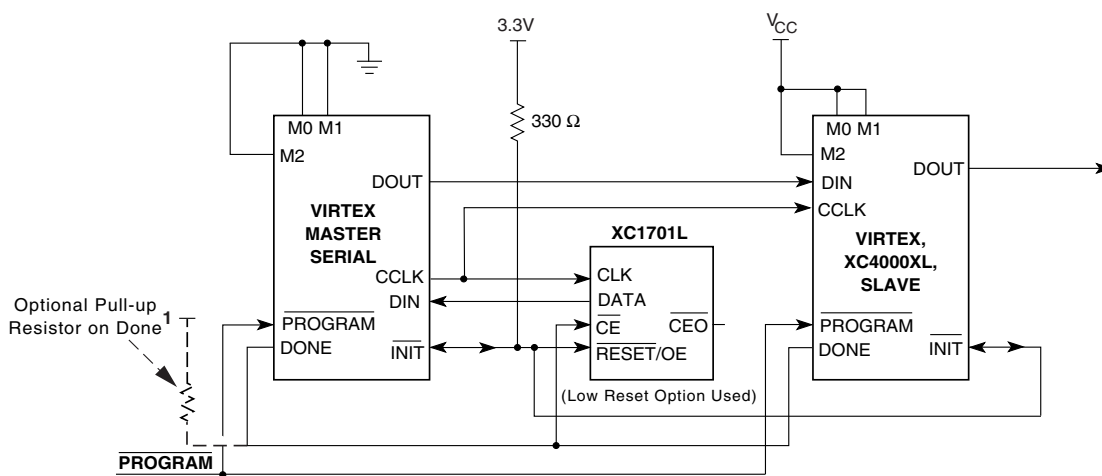 3.3V
VCC
330 Ω
M0 M1
M2
DOUT
VIRTEX
MASTER
SERIAL
CCLK
DIN
PROGRAM
DONE
INIT
Optional Pull-up
Resistor on Done1
XC1701L
CLK
DATA
CE
CEO
RESET/OE
(Low Reset Option Used)
M0 M1
M2
DOUT
DIN
CCLK
VIRTEX,
XC4000XL,
SLAVE
PROGRAM
DONE
INIT
PROGRAM